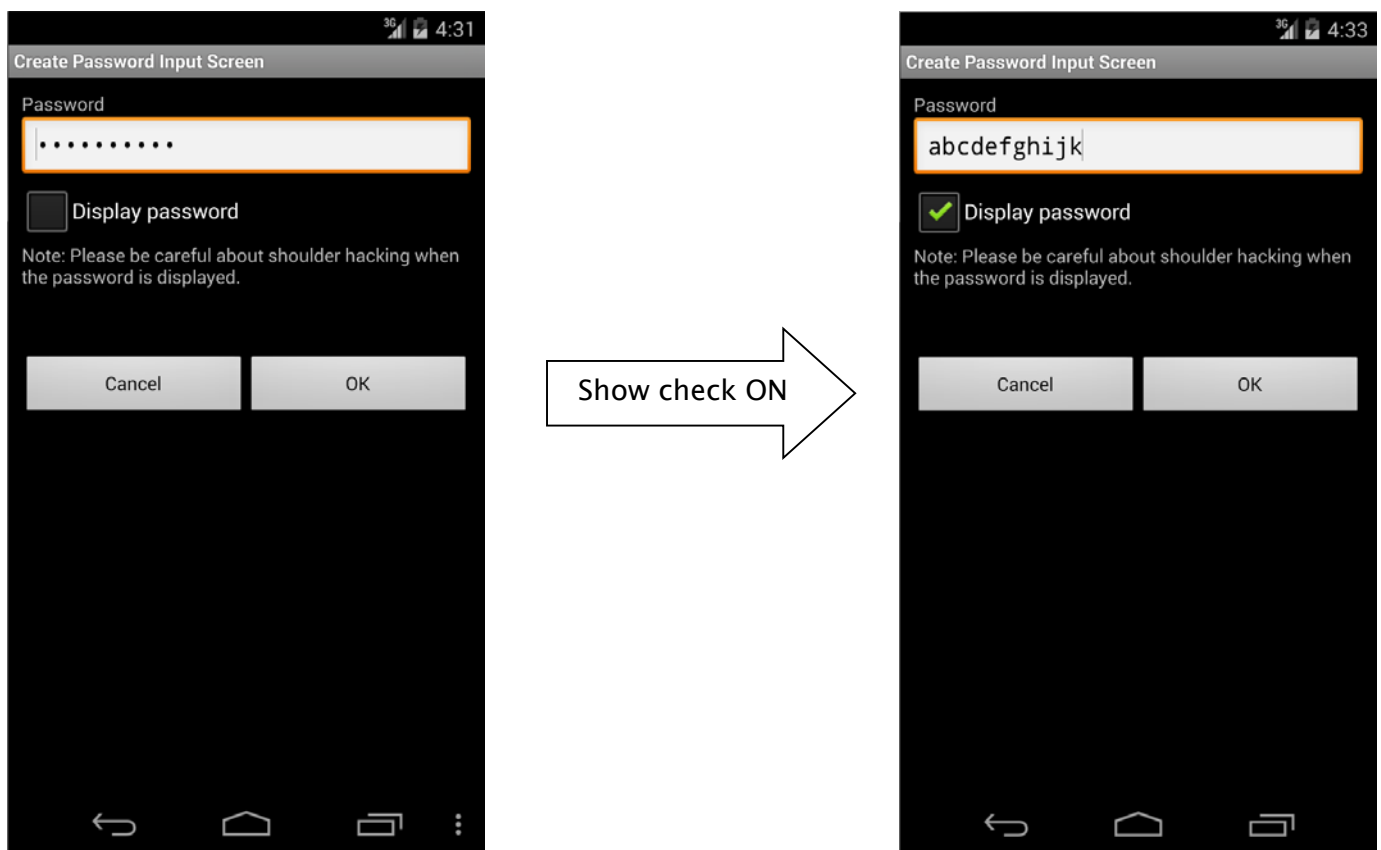 3G 4:31
Create Password Input Screen
Password
••••••••••
Display password
Note: Please be careful about shoulder hacking when
the password is displayed.
Cancel OK
Show check ON
3G 4:33
Create Password Input Screen
Password
abcdefghijk
Display password
Note: Please be careful about shoulder hacking when
the password is displayed.
Cancel OK